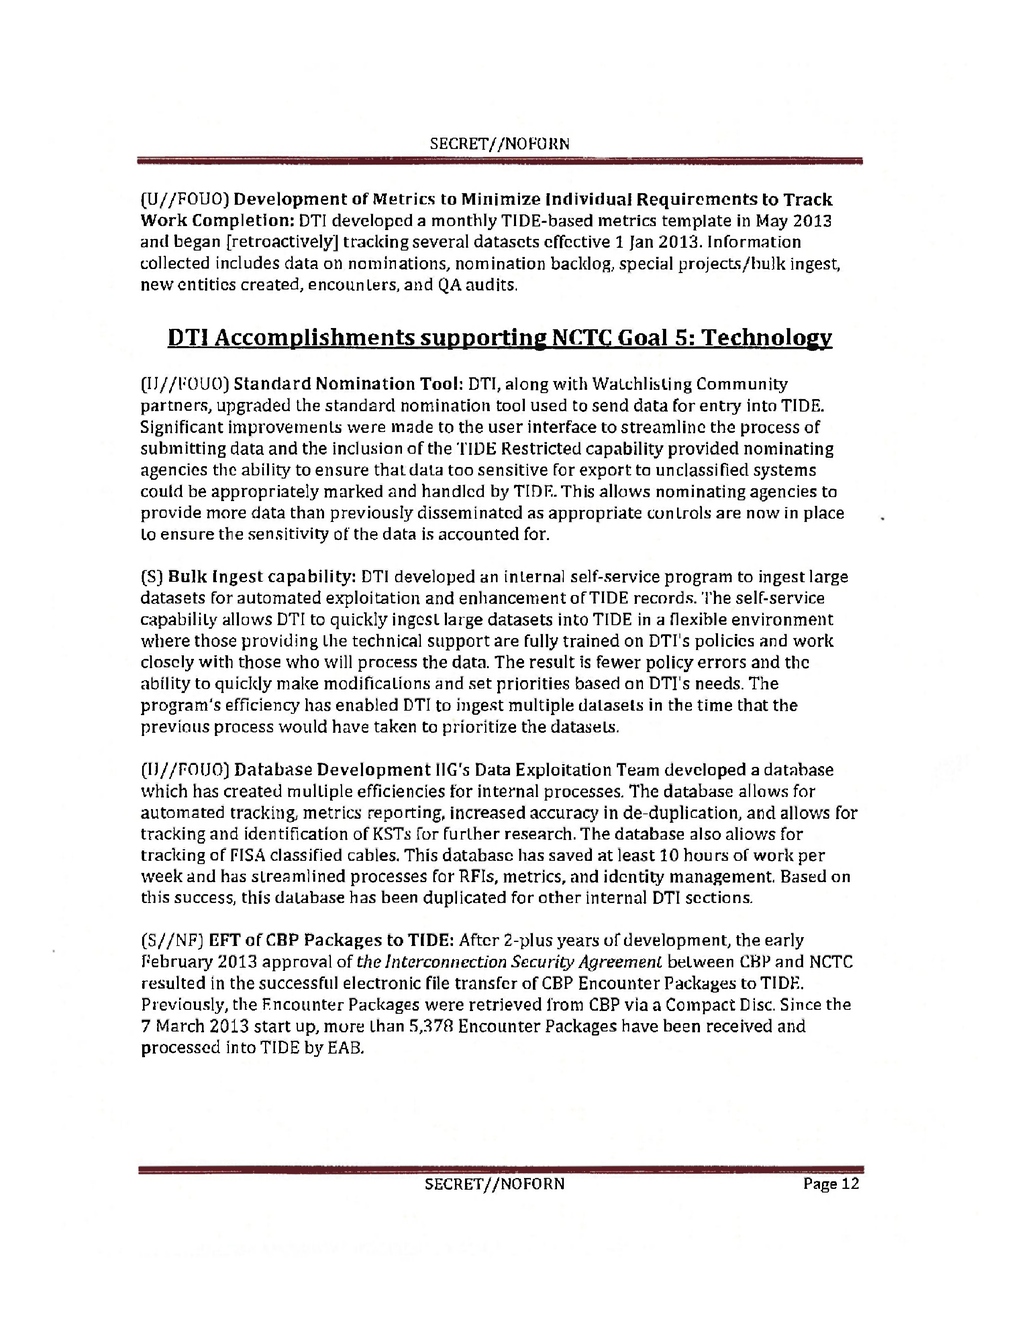 SECRET//NOFORN
(U//FOUO) Development of Metrics to Minimize Individual Requirements to Track
Work Completion: DTI developed a monthly TIDE-based metrics template in May 2013
and began [retroactively] tracking several datasets effective 1 Jan 2013. Information
collected includes data on nominations, nomination backlog, special projects/bulk ingest,
new entities created, encounters, and QA audits.
DTI Accomplishments supporting NCTC Goal 5: Technology
(U//FOUO) Standard Nomination Tool: DTI, along with Watchlisting Community
partners, upgraded the standard nomination tool used to send data for entry into TIDE.
Significant improvements were made to the user interface to streamline the process of
submitting data and the inclusion of the TIDE Restricted capability provided nominating
agencies the ability to ensure that data too sensitive for export to unclassified systems
could be appropriately marked and handled by TIDE. This allows nominating agencies to
provide more data than previously disseminated as appropriate controls are now in place
to ensure the sensitivity of the data is accounted for.
(S) Bulk Ingest capability: DTI developed an internal self-service program to ingest large
datasets for automated exploitation and enhancement of TIDE records. The self-service
capability allows DTI to quickly ingest large datasets into TIDE in a flexible environment
where those providing the technical support are fully trained on DTI's policies and work
closely with those who will process the data. The result is fewer policy errors and the
ability to quickly make modifications and set priorities based on DTI's needs. The
program's efficiency has enabled DTI to ingest multiple datasets in the time that the
previous process would have taken to prioritize the datasets.
(U//FOUO) Database Development IIG's Data Exploitation Team developed a database
which has created multiple efficiencies for internal processes. The database allows for
automated tracking, metrics reporting, increased accuracy in de-duplication, and allows for
tracking and identification of KSTs for further research. The database also allows for
tracking of FISA classified cables. This database has saved at least 10 hours of work per
week and has streamlined processes for RFIs, metrics, and identity management. Based on
this success, this database has been duplicated for other internal DTI sections.
(S//NF) EFT of CBP Packages to TIDE: After 2-plus years of development, the early
February 2013 approval of the Interconnection Security Agreement between CBP and NCTC
resulted in the successful electronic file transfer of CBP Encounter Packages to TIDE.
Previously, the Encounter Packages were retrieved from CBP via a Compact Disc. Since the
7 March 2013 start up, more than 5,378 Encounter Packages have been received and
processed into TIDE by EAB.
SECRET//NOFORN Page 12